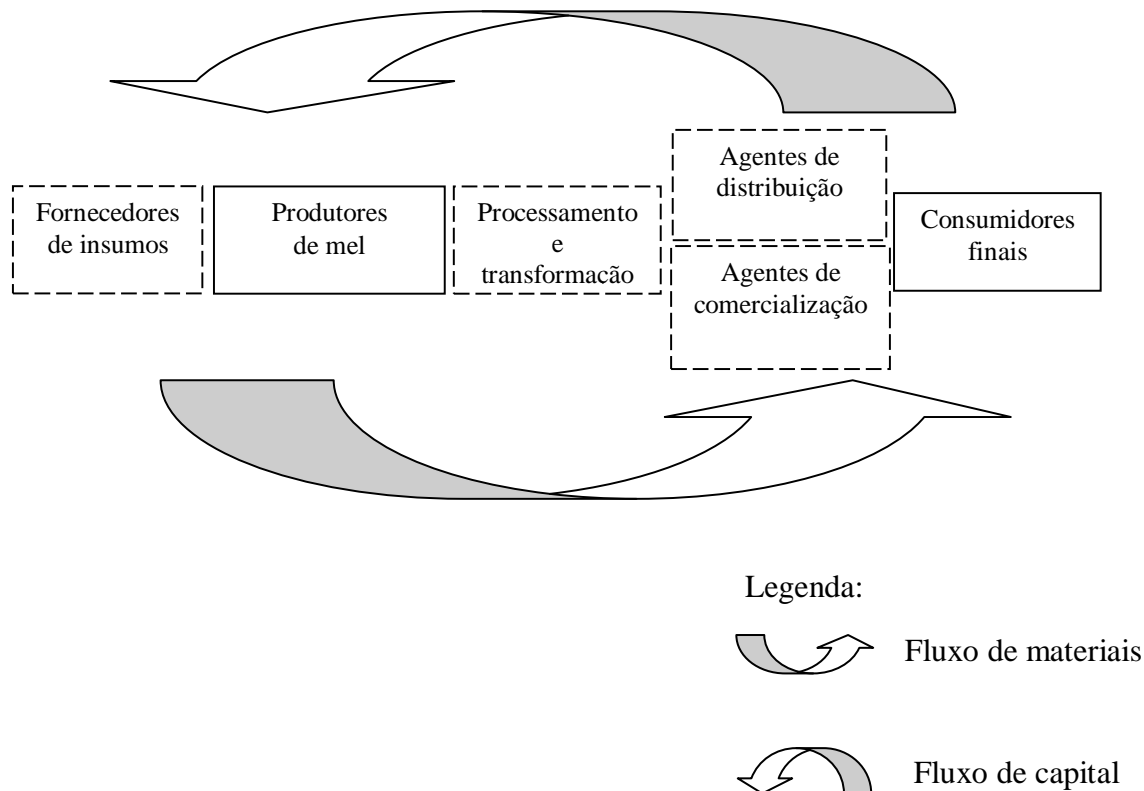 Fornecedores
de insumos
Produtores
de mel
Processamento
e
transformação
Agentes de
distribuição
Agentes de
comercialização
Consumidores
finais
Legenda:
Fluxo de materiais
Fluxo de capital